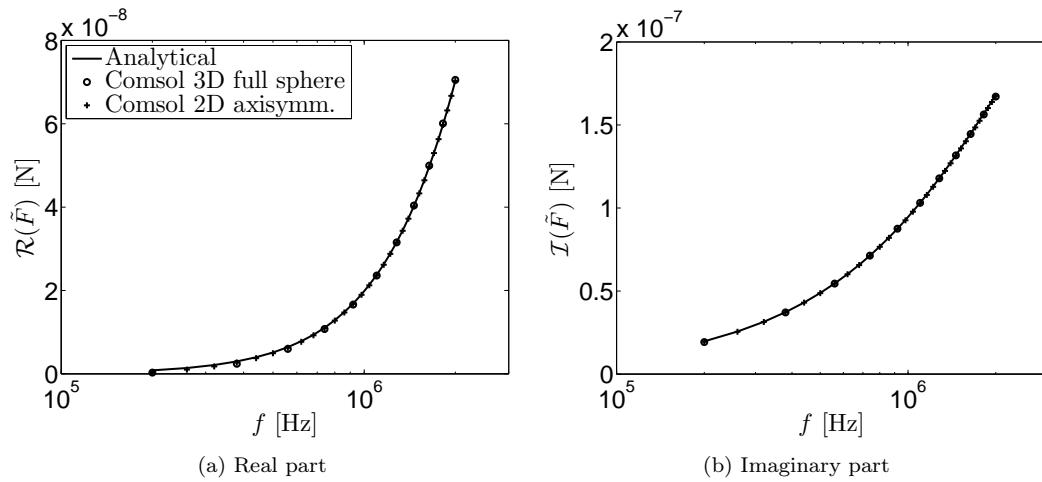 x 10⁻⁸
8
6
4
2
0
10⁵
10⁶
ℛ(F̃) [N]
f [Hz]
Analytical
Comsol 3D full sphere
Comsol 2D axisymm.
(a) Real part
x 10⁻⁷
2
1.5
1
0.5
0
10⁵
10⁶
ℐ(F̃) [N]
f [Hz]
(b) Imaginary part